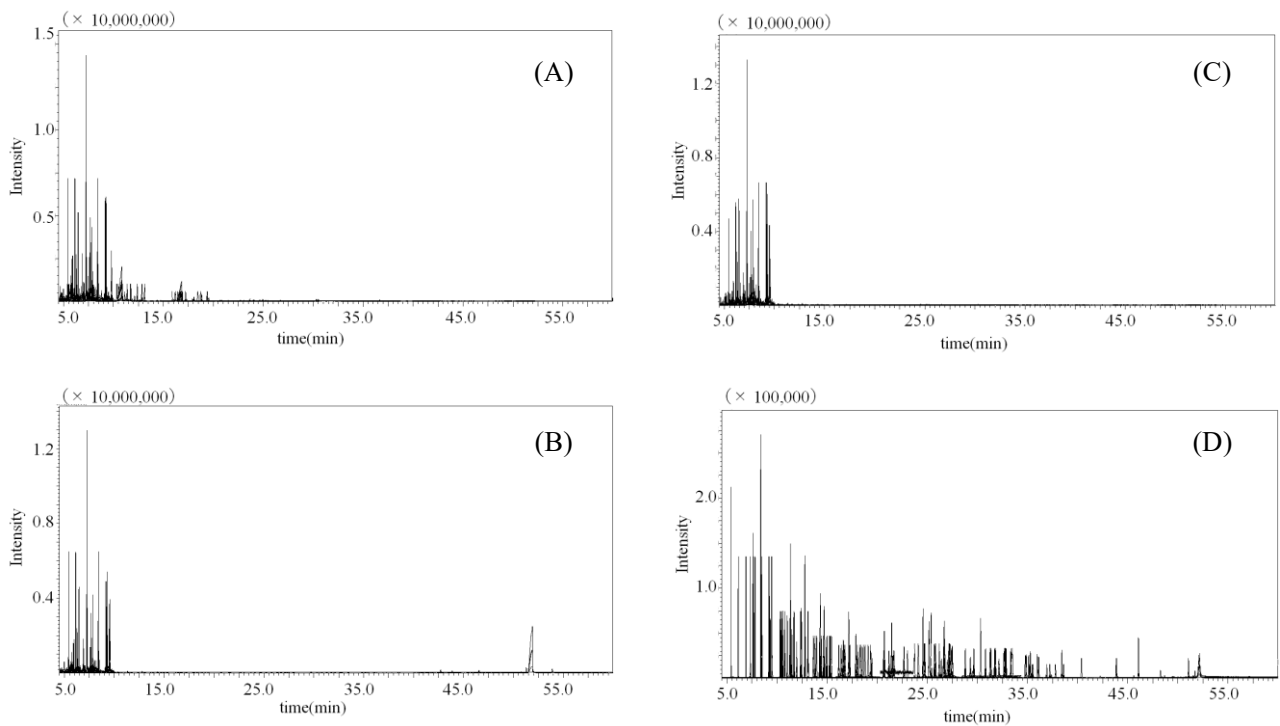 (× 10,000,000)
(A)
1.5
1.0
0.5
Intensity
5.0 15.0 25.0 35.0 45.0 55.0
time(min)
(× 10,000,000)
(C)
1.2
0.8
0.4
Intensity
5.0 15.0 25.0 35.0 45.0 55.0
time(min)
(× 10,000,000)
(B)
1.2
0.8
0.4
Intensity
5.0 15.0 25.0 35.0 45.0 55.0
time(min)
(× 100,000)
(D)
2.0
1.0
Intensity
5.0 15.0 25.0 35.0 45.0 55.0
time(min)